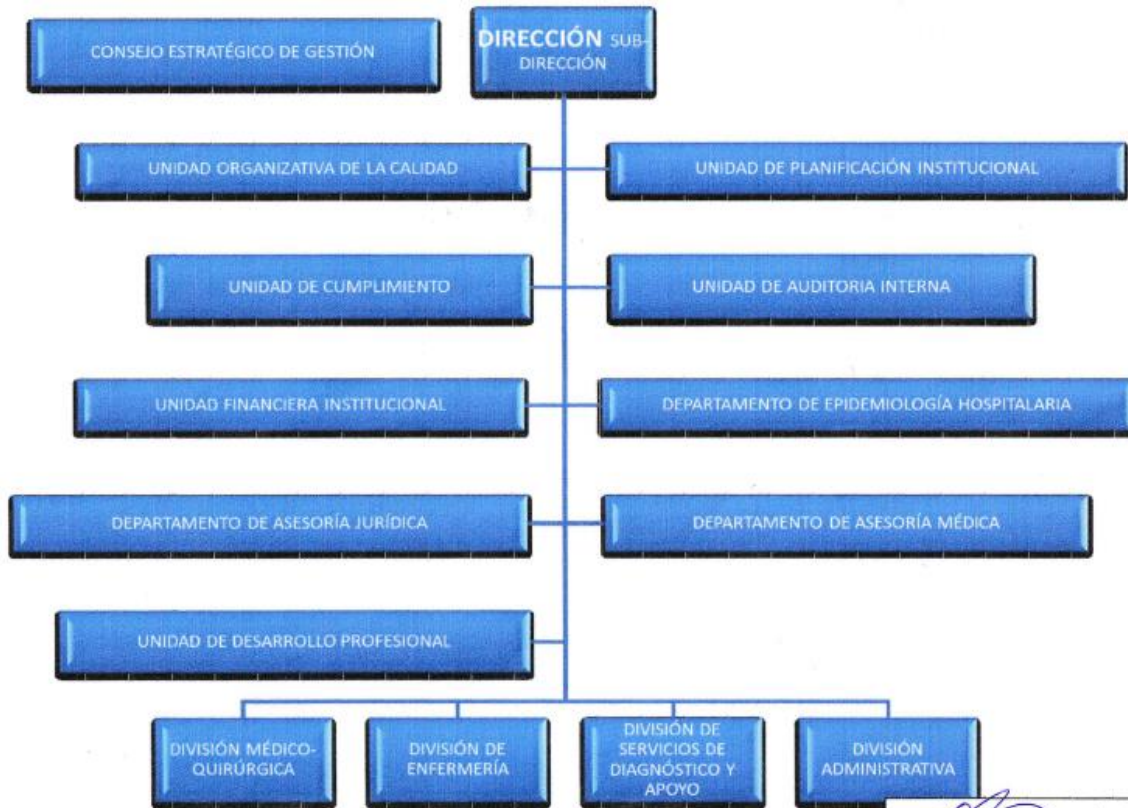 CONSEJO ESTRATÉGICO DE GESTIÓN
DIRECCIÓN SUB-
DIRECCIÓN
UNIDAD ORGANIZATIVA DE LA CALIDAD
UNIDAD DE PLANIFICACIÓN INSTITUCIONAL
UNIDAD DE CUMPLIMIENTO
UNIDAD DE AUDITORIA INTERNA
UNIDAD FINANCIERA INSTITUCIONAL
DEPARTAMENTO DE EPIDEMIOLOGÍA HOSPITALARIA
DEPARTAMENTO DE ASESORÍA JURÍDICA
DEPARTAMENTO DE ASESORÍA MÉDICA
UNIDAD DE DESARROLLO PROFESIONAL
DIVISIÓN MÉDICO-
QUIRÚRGICA
DIVISIÓN DE
ENFERMERÍA
DIVISIÓN DE
SERVICIOS DE
DIAGNÓSTICO Y
APOYO
DIVISIÓN
ADMINISTRATIVA